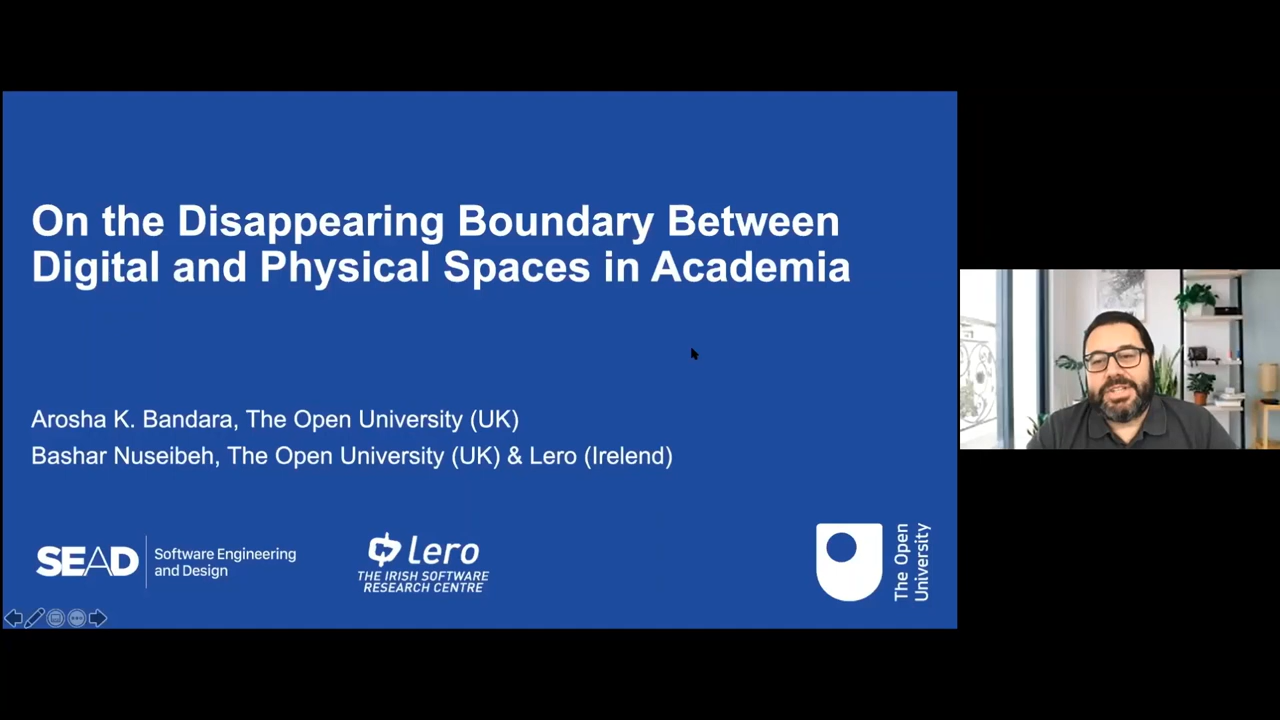 On the Disappearing Boundary Between
Digital and Physical Spaces in Academia
Arosha K. Bandara, The Open University (UK)
Bashar Nuseibeh, The Open University (UK) & Lero (Irelend)
SEAD
Software Engineering
and Design
lero
THE IRISH SOFTWARE
RESEARCH CENTRE
The Open
University